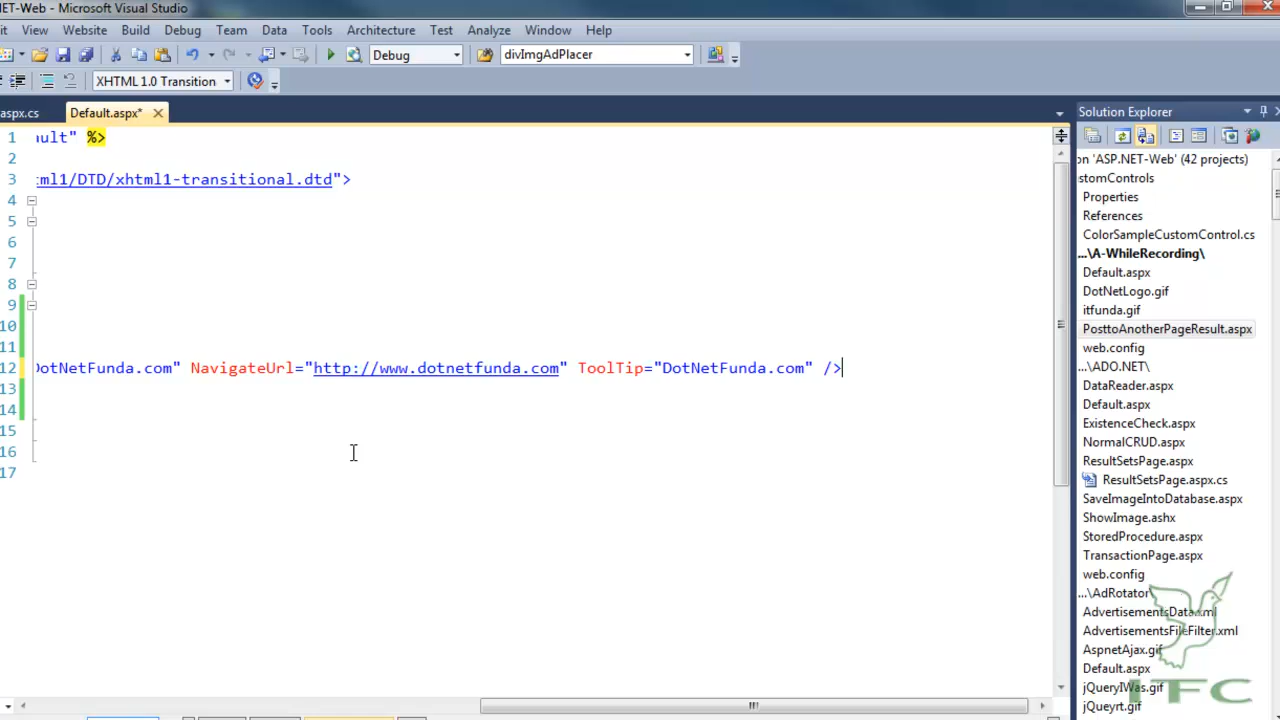 NET-Web - Microsoft Visual Studio
it View Website Build Debug Team Data Tools Architecture Test Analyze Window Help
Debug divImgAdPlacer
XHTML 1.0 Transition
aspx.cs Default.aspx*
Solution Explorer
on 'ASP.NET-Web' (42 projects)
ustomControls
Properties
References
ColorSampleCustomControl.cs
...\A-WhileRecording\
Default.aspx
DotNetLogo.gif
itfunda.gif
PosttoAnotherPageResult.aspx
web.config
...\ADO.NET\
DataReader.aspx
Default.aspx
ExistenceCheck.aspx
NormalCRUD.aspx
ResultSetsPage.aspx
ResultSetsPage.aspx.cs
SaveImageIntoDatabase.aspx
ShowImage.ashx
StoredProcedure.aspx
TransactionPage.aspx
web.config
...\AdRotator\
AdvertisementsData.xml
AdvertisementsFileFilter.xml
AspnetAjax.gif
Default.aspx
jQueryIWas.gif
jQueryrt.gif
1 ult" %>
2
3 ml1/DTD/xhtml1-transitional.dtd">
4
5
6
7
8
9
10
11
12 DotNetFunda.com" NavigateUrl="http://www.dotnetfunda.com" ToolTip="DotNetFunda.com" />
13
14
15
16
17
ITFC